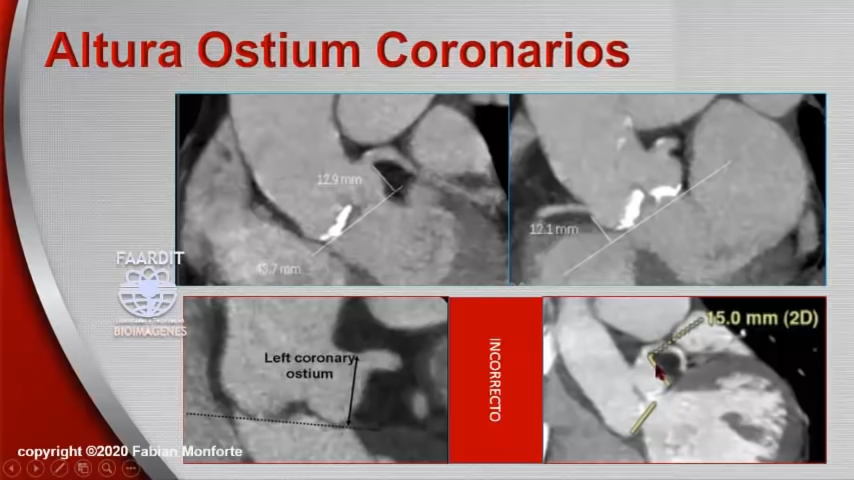 Altura Ostium Coronarios
12.9 mm
12.1 mm
FAARDIT
BIOIMAGENES
Left coronary
ostium
INCORRECTO
15.0 mm (2D)
copyright ©2020 Fabian Monforte